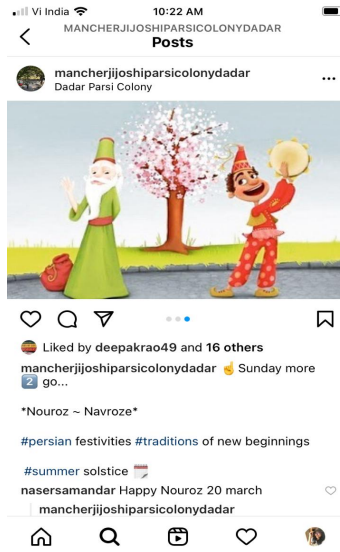 Vi India 10:22 AM
MANCHERJIJOSHIPARSICOLONYDADAR
Posts
mancherjijoshiparsicolonydadar
Dadar Parsi Colony
Liked by deepakrao49 and 16 others
mancherjijoshiparsicolonydadar ☝️ Sunday more
2️⃣ go...
*Nouroz ~ Navroze*
#persian festivities #traditions of new beginnings
#summer solstice 🗓️
nasersamandar Happy Nouroz 20 march
mancherjijoshiparsicolonydadar